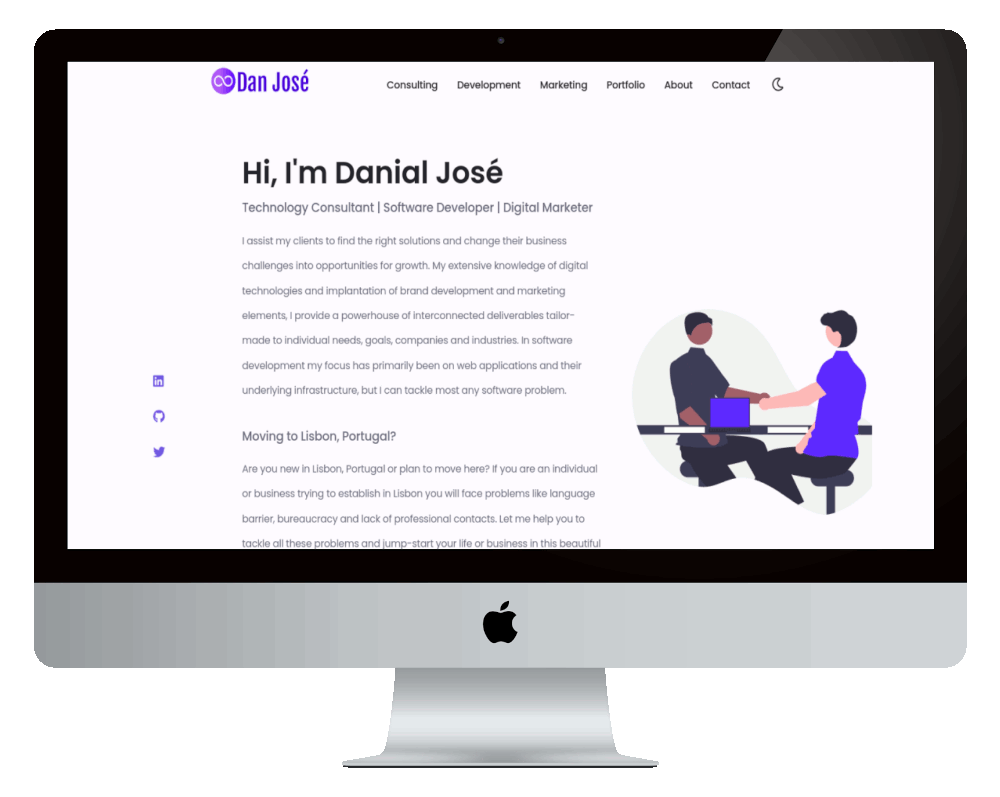 Dan José
Consulting Development Marketing Portfolio About Contact
Hi, I'm Danial José
Technology Consultant | Software Developer | Digital Marketer
I assist my clients to find the right solutions and change their business
challenges into opportunities for growth. My extensive knowledge of digital
technologies and implantation of brand development and marketing
elements, I provide a powerhouse of interconnected deliverables tailor-
made to individual needs, goals, companies and industries. In software
development my focus has primarily been on web applications and their
underlying infrastructure, but I can tackle most any software problem.
Moving to Lisbon, Portugal?
Are you new in Lisbon, Portugal or plan to move here? If you are an individual
or business trying to establish in Lisbon you will face problems like language
barrier, bureaucracy and lack of professional contacts. Let me help you to
tackle all these problems and jump-start your life or business in this beautiful
in